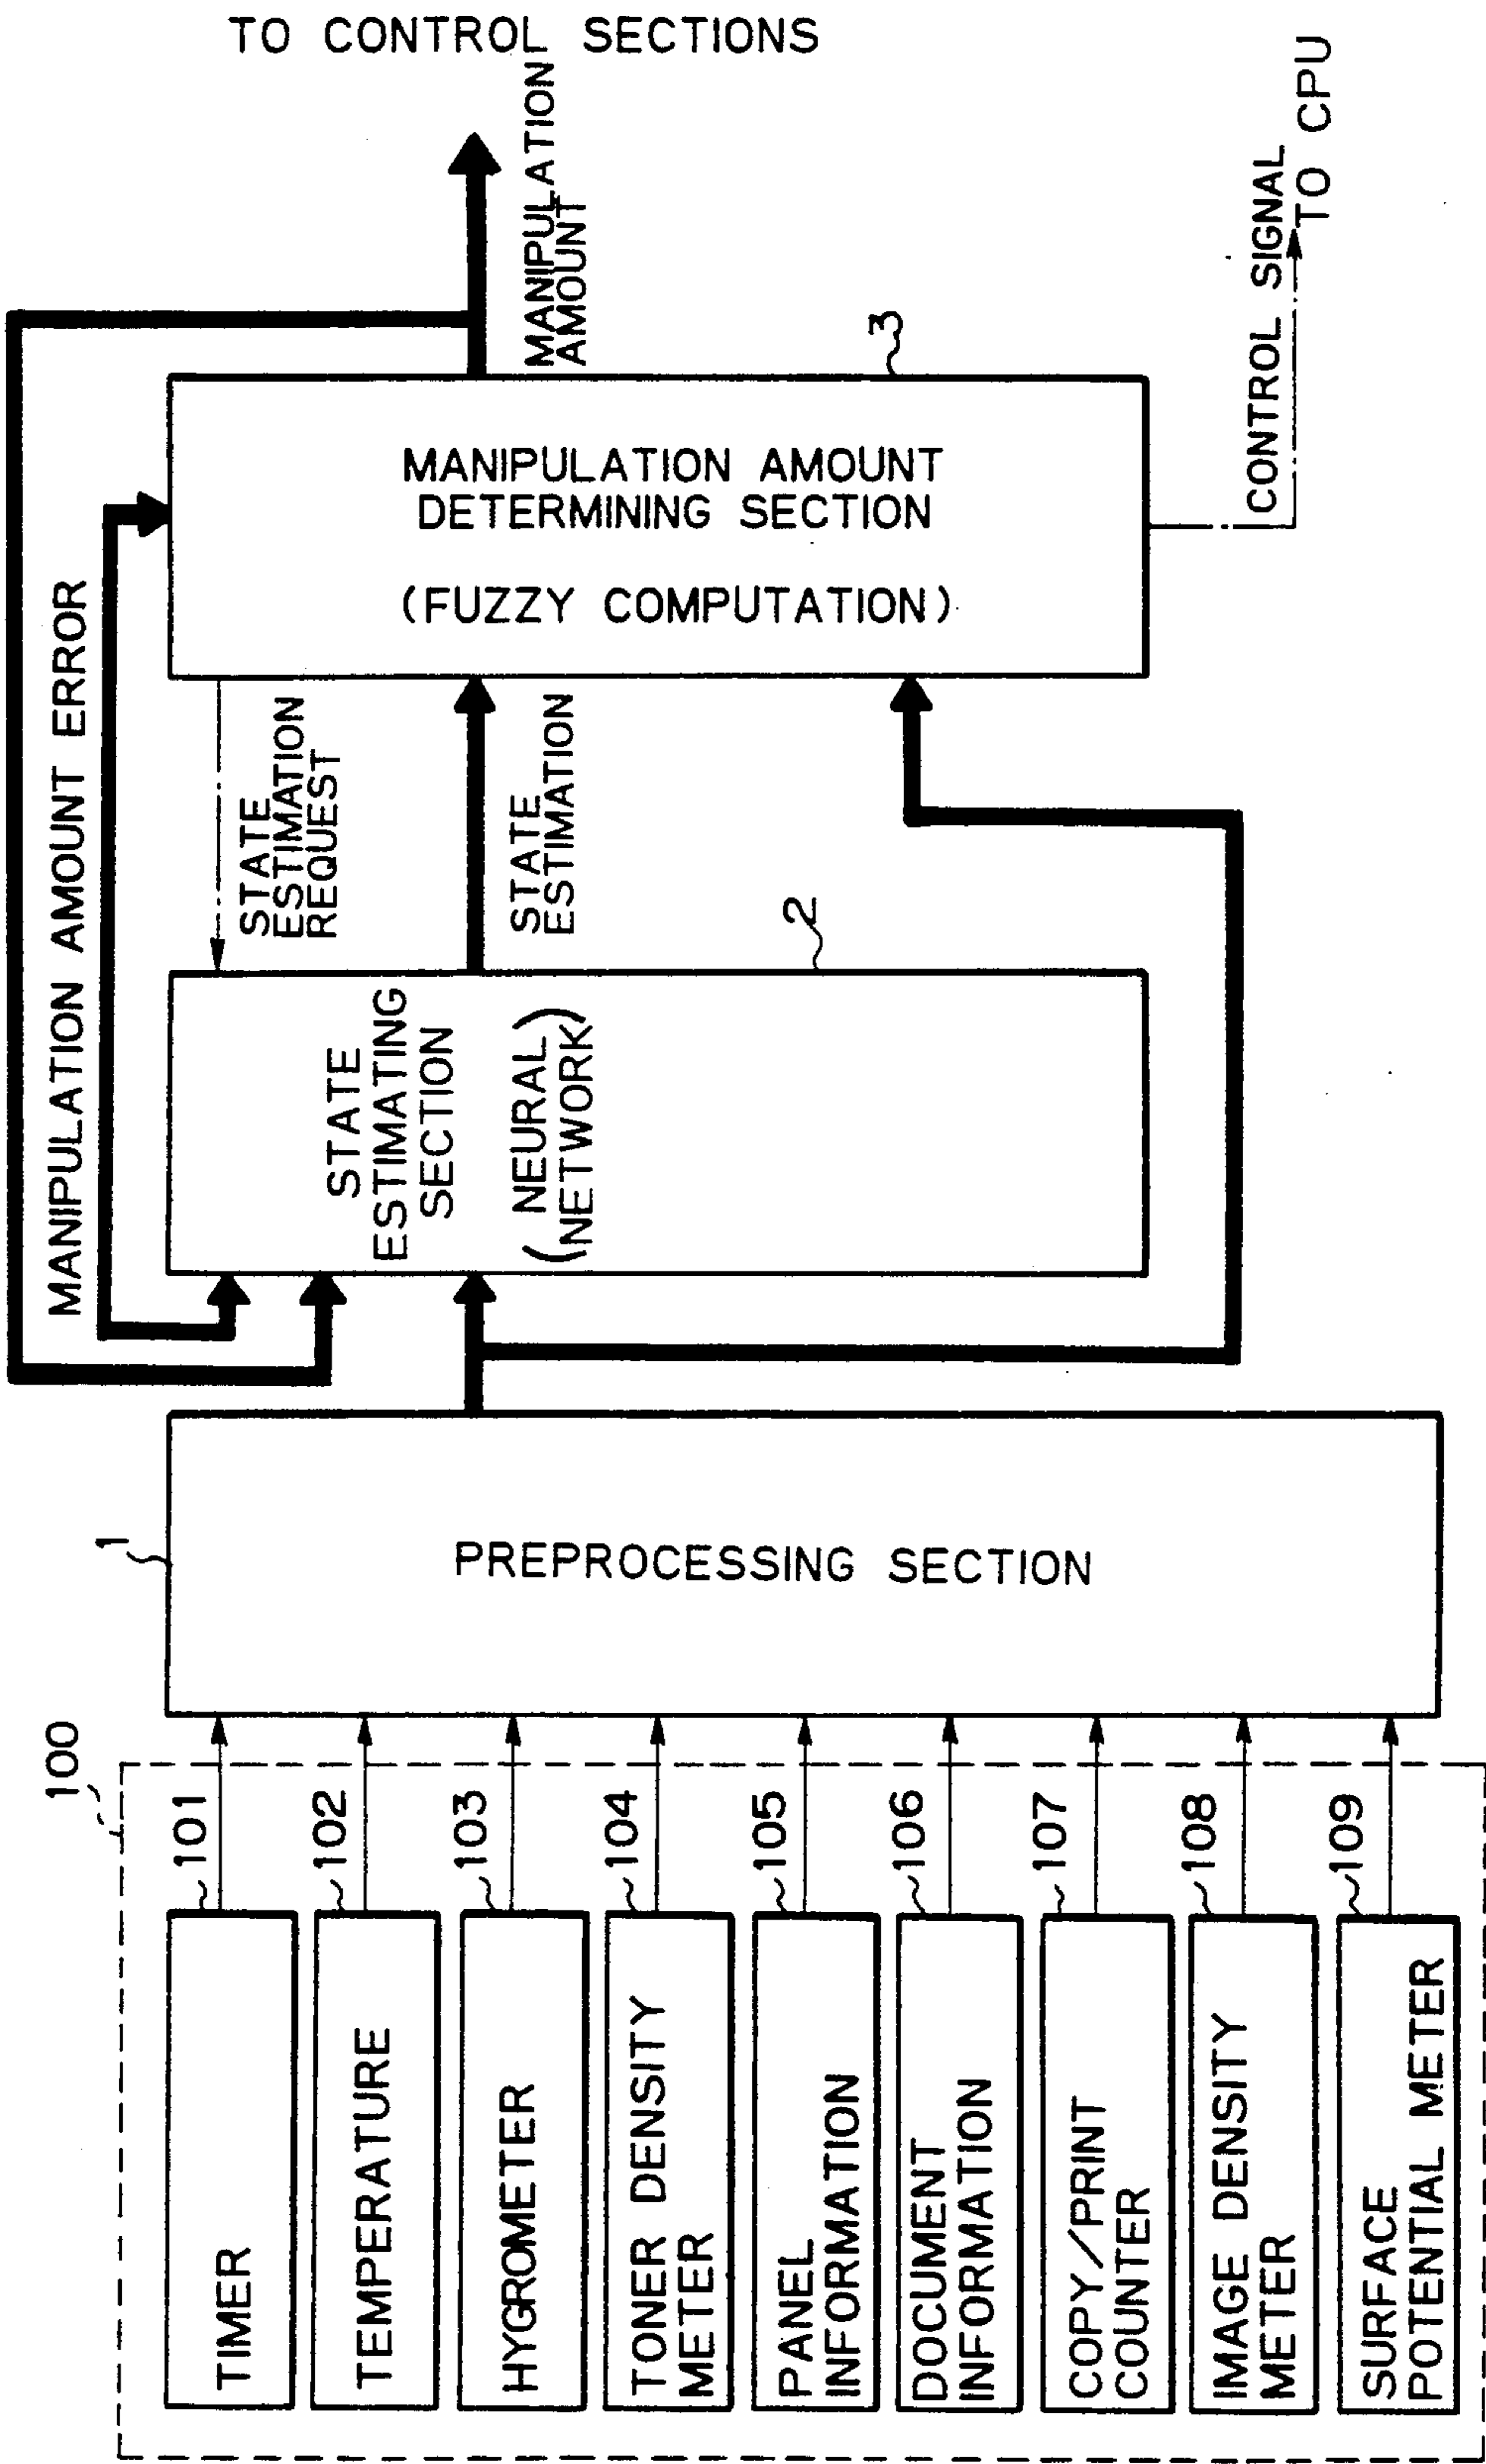 100
TIMER
101
TEMPERATURE
102
HYGROMETER
103
TONER DENSITY
METER
104
PANEL
INFORMATION
105
DOCUMENT
INFORMATION
106
COPY/PRINT
COUNTER
107
IMAGE DENSITY
METER
108
SURFACE
POTENTIAL METER
109
1
PREPROCESSING SECTION
MANIPULATION AMOUNT ERROR
STATE
ESTIMATING
SECTION
(NEURAL
NETWORK)
2
STATE
ESTIMATION
REQUEST
STATE
ESTIMATION
MANIPULATION AMOUNT
DETERMINING SECTION
(FUZZY COMPUTATION)
3
MANIPULATION
AMOUNT
TO CONTROL SECTIONS
CONTROL SIGNAL
TO CPU